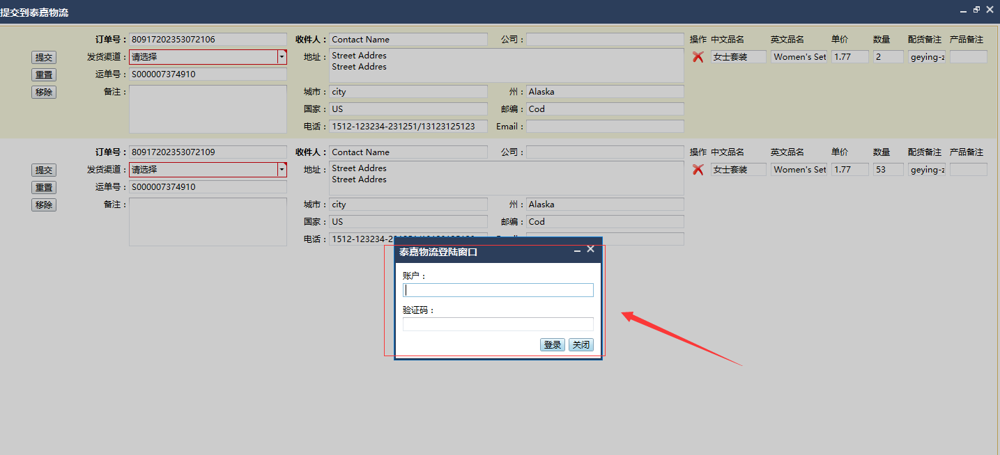 提交到泰嘉物流
订单号： 80917202353072106 收件人： Contact Name 公司： 操作 中文品名 英文品名 单价 数量 配货备注 产品备注
提交 发货渠道： 请选择 地址： Street Addres 女士套装 Women's Set 1.77 2 geying-z
Street Addres
重置 运单号： S000007374910
移除 备注： 城市： city 州： Alaska
国家： US 邮编： Cod
电话： 1512-123234-231251/13123125123 Email：
订单号： 80917202353072109 收件人： Contact Name 公司： 操作 中文品名 英文品名 单价 数量 配货备注 产品备注
提交 发货渠道： 请选择 地址： Street Addres 女士套装 Women's Set 1.77 53 geying-z
Street Addres
重置 运单号： S000007374910
移除 备注： 城市： city 州： Alaska
国家： US 邮编： Cod
电话： 1512-123234-2
泰嘉物流登陆窗口
账户：
验证码：
登录 关闭